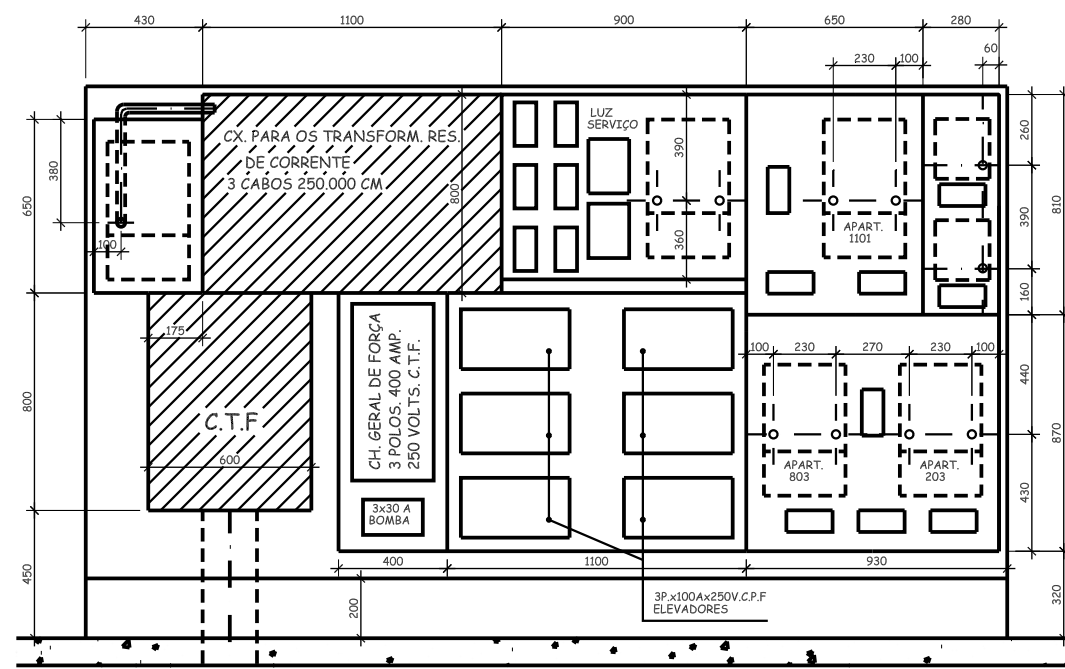 430
1100
900
650
280
60
230
100
CX. PARA OS TRANSFORM. RES.
DE CORRENTE
3 CABOS 250.000 CM
LUZ
SERVIÇO
380
650
100
800
390
360
APART.
1101
260
390
160
810
175
C.T.F
600
800
CH. GERAL DE FORÇA
3 POLOS. 400 AMP.
250 VOLTS. C.T.F.
3x30 A
BOMBA
100
230
270
230
100
APART.
803
APART.
203
440
430
870
400
1100
930
3P.x100Ax250V.C.P.F
ELEVADORES
450
200
320